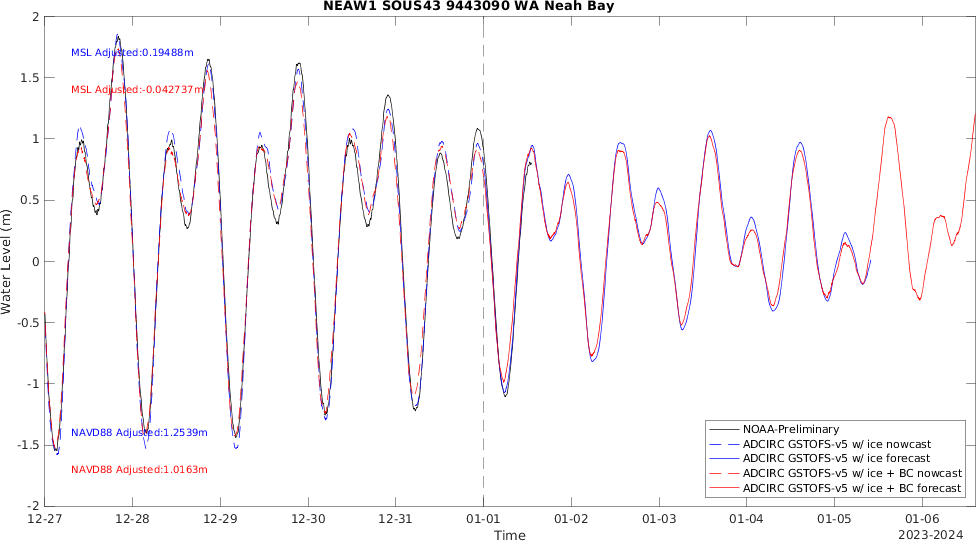 NEAW1 SOUS43 9443090 WA Neah Bay
2
1.5
1
0.5
0
-0.5
-1
-1.5
-2
Water Level (m)
MSL Adjusted:0.19488m
MSL Adjusted:-0.042737m
NAVD88 Adjusted:1.2539m
NAVD88 Adjusted:1.0163m
NOAA-Preliminary
ADCIRC GSTOFS-v5 w/ ice nowcast
ADCIRC GSTOFS-v5 w/ ice forecast
ADCIRC GSTOFS-v5 w/ ice + BC nowcast
ADCIRC GSTOFS-v5 w/ ice + BC forecast
12-27 12-28 12-29 12-30 12-31 01-01 01-02 01-03 01-04 01-05 01-06
Time
2023-2024